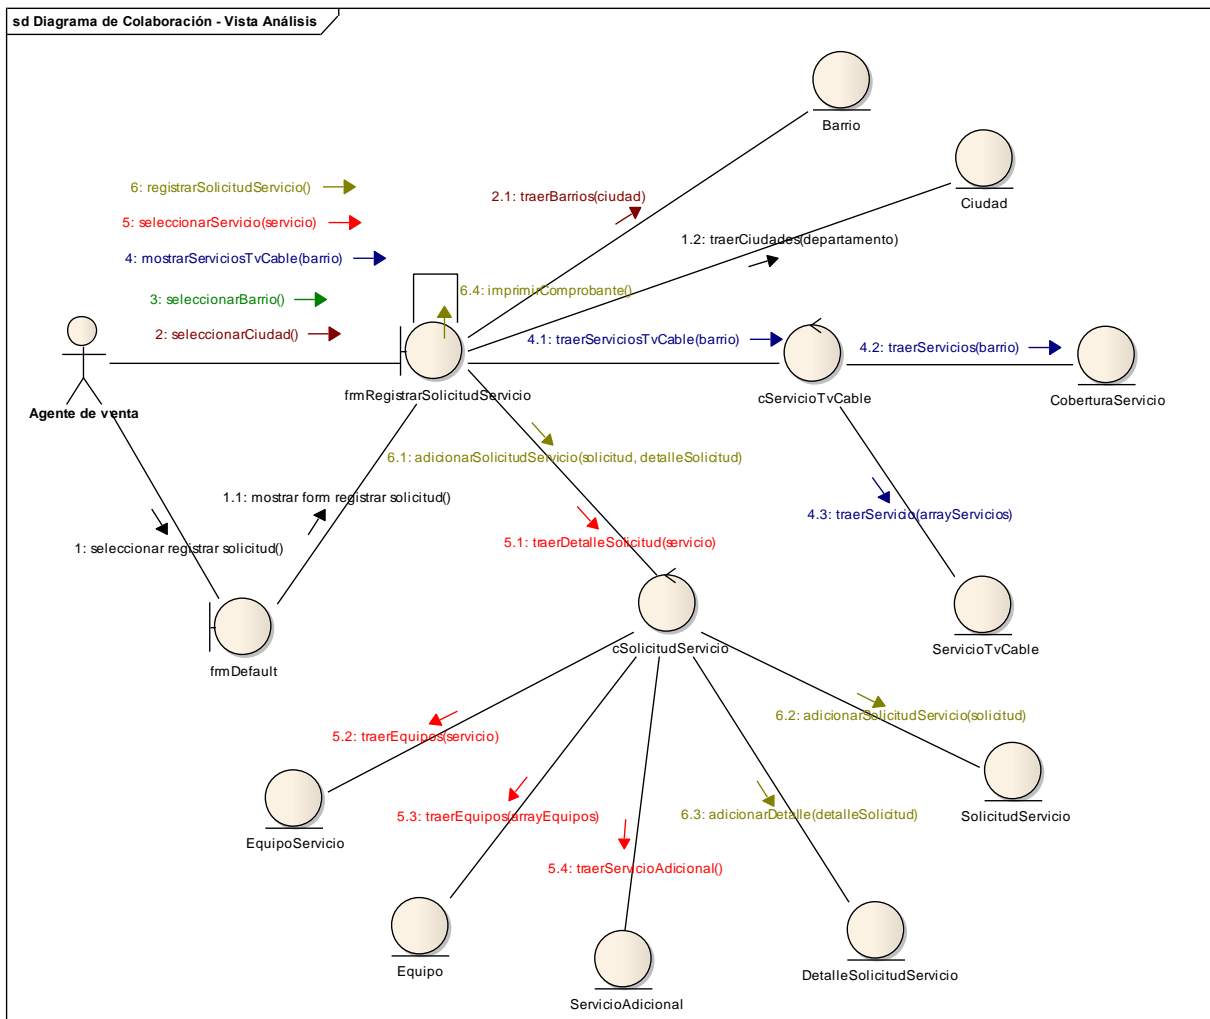 sd Diagrama de Colaboración - Vista Análisis
Barrio
Ciudad
6: registrarSolicitudServicio()
2.1: traerBarrios(ciudad)
5: seleccionarServicio(servicio)
1.2: traerCiudades(departamento)
4: mostrarServiciosTvCable(barrio)
6.4: imprimirComprobante()
3: seleccionarBarrio()
2: seleccionarCiudad()
4.1: traerServiciosTvCable(barrio)
4.2: traerServicios(barrio)
frmRegistrarSolicitudServicio
cServicioTvCable
CoberturaServicio
Agente de venta
6.1: adicionarSolicitudServicio(solicitud, detalleSolicitud)
1.1: mostrar form registrar solicitud()
4.3: traerServicio(arrayServicios)
1: seleccionar registrar solicitud()
5.1: traerDetalleSolicitud(servicio)
frmDefault
cSolicitudServicio
ServicioTvCable
6.2: adicionarSolicitudServicio(solicitud)
5.2: traerEquipos(servicio)
5.3: traerEquipos(arrayEquipos)
6.3: adicionarDetalle(detalleSolicitud)
SolicitudServicio
EquipoServicio
5.4: traerServicioAdicional()
Equipo
DetalleSolicitudServicio
ServicioAdicional